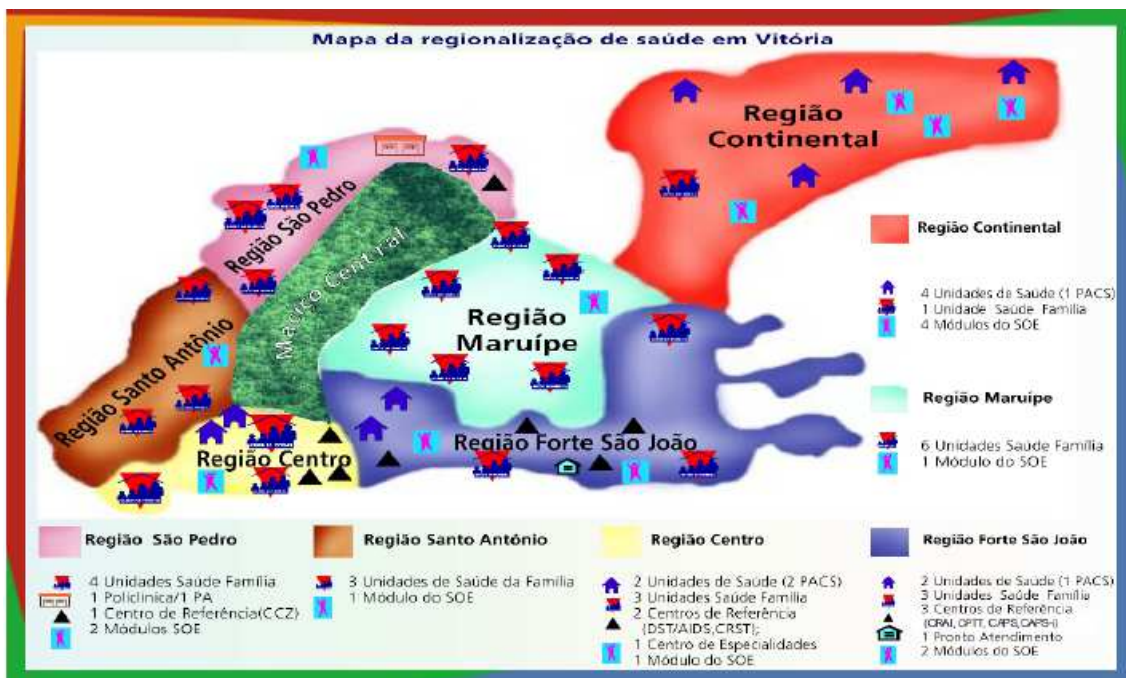 Mapa da regionalização de saúde em Vitória
Região
Continental
Região São Pedro
Maciço Central
Região
Maruípe
Região Santo Antônio
Região Centro
Região Forte São João
Região Continental
4 Unidades de Saúde (1 PACS)
1 Unidade Saúde Família
4 Módulos do SOE
Região Maruípe
6 Unidades Saúde Família
1 Módulo do SOE
Região São Pedro
4 Unidades Saúde Família
1 Policlínica/1 PA
1 Centro de Referência(CCZ)
2 Módulos SOE
Região Santo Antônio
3 Unidades de Saúde da Família
1 Módulo do SOE
Região Centro
2 Unidades de Saúde (2 PACS)
3 Unidades Saúde Família
2 Centros de Referência
(DST/AIDS,CRST);
1 Centro de Especialidades
1 Módulo do SOE
Região Forte São João
2 Unidades de Saúde (1 PACS)
3 Unidades Saúde Família
3 Centros de Referência
(CRAI, CPTT, CAPS, CAPS-i)
1 Pronto Atendimento
2 Módulos do SOE